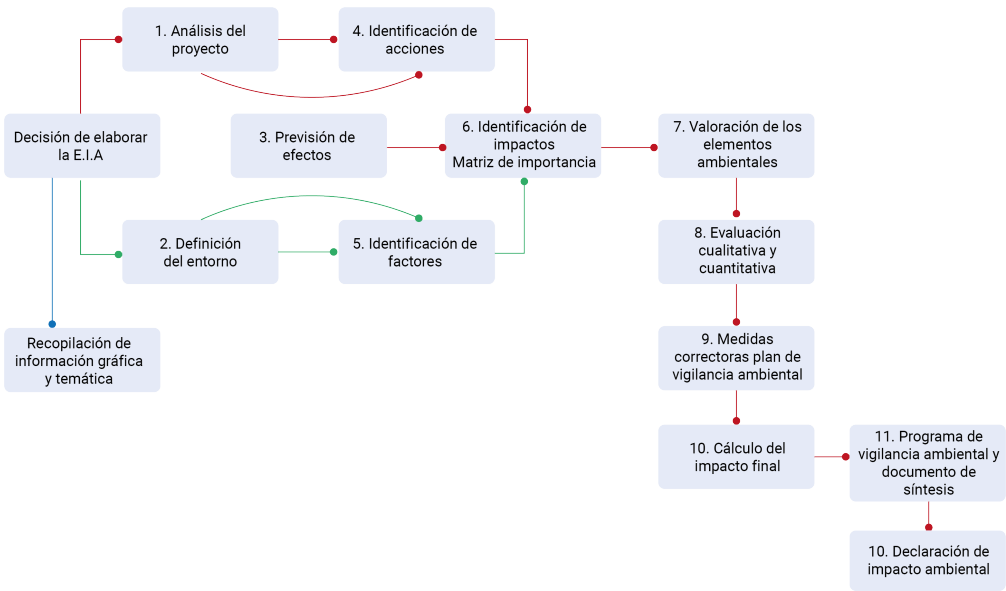 1. Análisis del
proyecto
4. Identificación de
acciones
Decisión de elaborar
la E.I.A
3. Previsión de
efectos
6. Identificación de
impactos
Matriz de importancia
7. Valoración de los
elementos
ambientales
2. Definición
del entorno
5. Identificación de
factores
8. Evaluación
cualitativa y
cuantitativa
Recopilación de
información gráfica
y temática
9. Medidas
correctoras plan de
vigilancia ambiental
10. Cálculo del
impacto final
11. Programa de
vigilancia ambiental y
documento de
síntesis
10. Declaración de
impacto ambiental